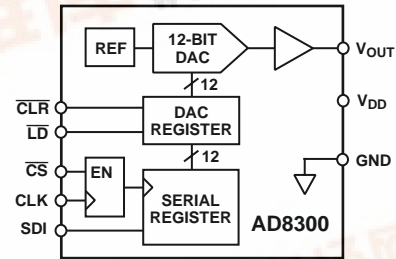 REF
12-BIT
DAC
VOUT
12
VDD
CLR
LD
DAC
REGISTER
GND
12
CS
EN
CLK
SERIAL
REGISTER
SDI
AD8300